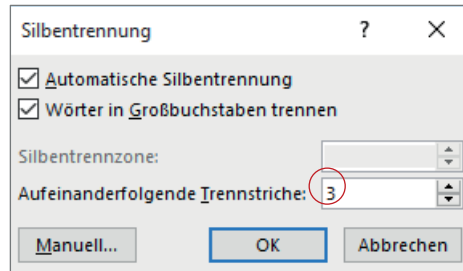 Silbentrennung ?
Automatische Silbentrennung
Wörter in Großbuchstaben trennen
Silbentrennzone:
Aufeinanderfolgende Trennstriche: 3
Manuell... OK Abbrechen